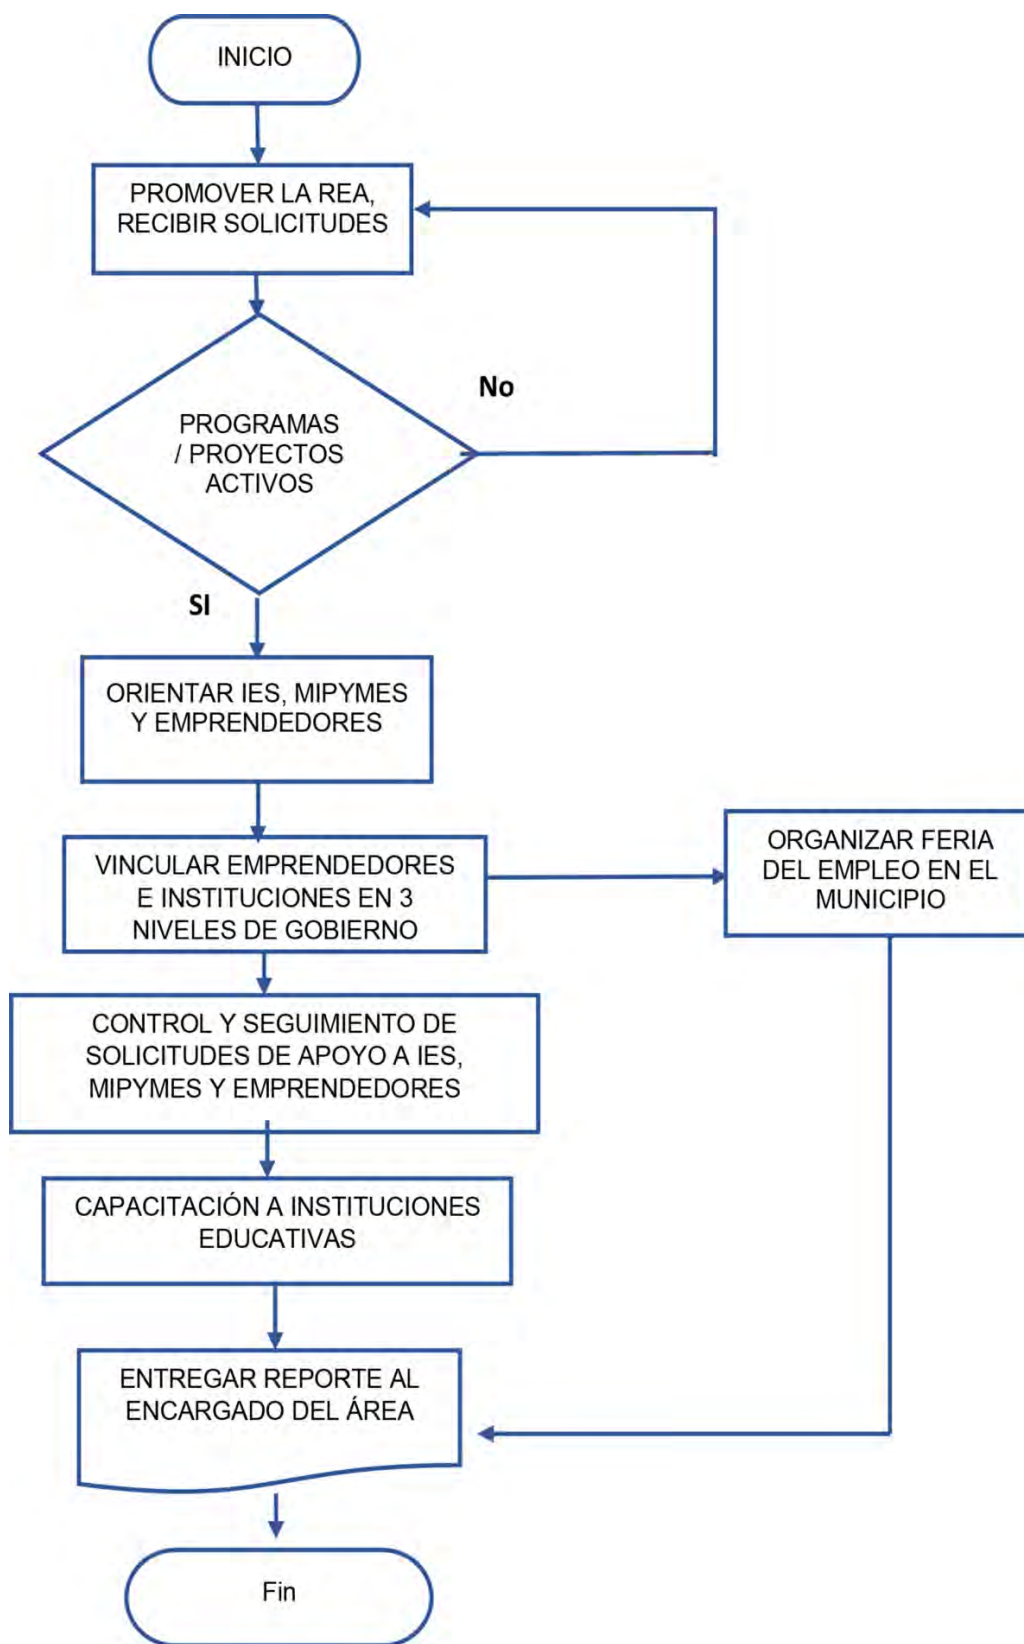 INICIO
PROMOVER LA REA,
RECIBIR SOLICITUDES
No
PROGRAMAS
/ PROYECTOS
ACTIVOS
SI
ORIENTAR IES, MIPYMES
Y EMPRENDEDORES
VINCULAR EMPRENDEDORES
E INSTITUCIONES EN 3
NIVELES DE GOBIERNO
ORGANIZAR FERIA
DEL EMPLEO EN EL
MUNICIPIO
CONTROL Y SEGUIMIENTO DE
SOLICITUDES DE APOYO A IES,
MIPYMES Y EMPRENDEDORES
CAPACITACIÓN A INSTITUCIONES
EDUCATIVAS
ENTREGAR REPORTE AL
ENCARGADO DEL ÁREA
Fin